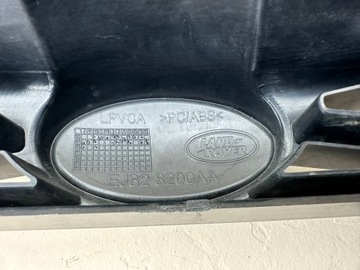 LPVCA >PC/ABS<
LAND
ROVER
EJ32 8200AA